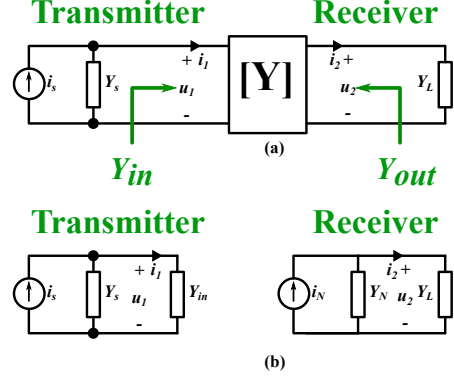 Transmitter Receiver
+ i1 i2 +
is Ys u1 [Y] u2 YL
- -
(a)
Yin Yout
Transmitter Receiver
+ i1 i2 +
is Ys u1 Yin iN YN u2 YL
- -
(b)